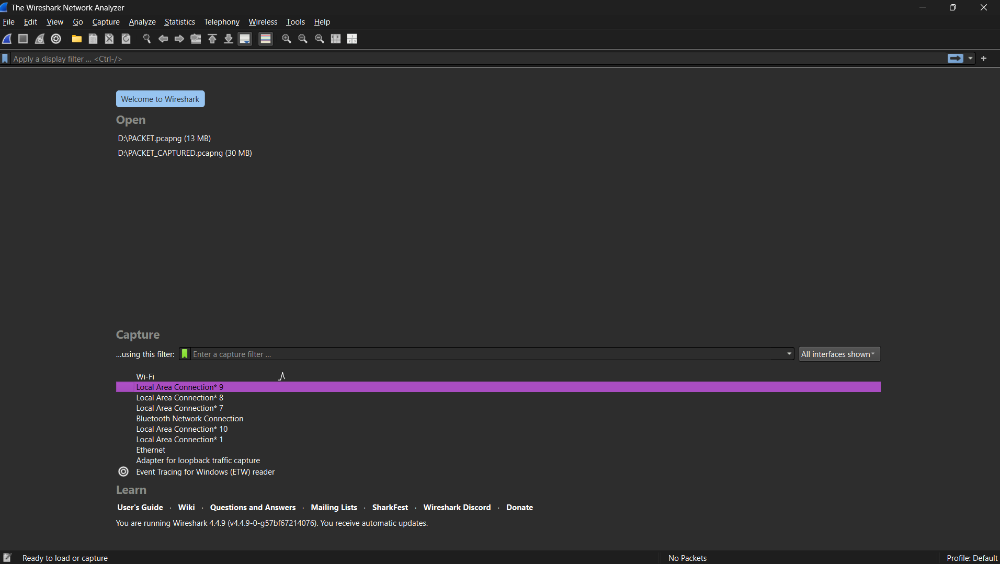 The Wireshark Network Analyzer
File Edit View Go Capture Analyze Statistics Telephony Wireless Tools Help
Apply a display filter ... <Ctrl-/>
Welcome to Wireshark
Open
D:\PACKET.pcapng (13 MB)
D:\PACKET_CAPTURED.pcapng (30 MB)
Capture
...using this filter: Enter a capture filter ... All interfaces shown
Wi-Fi
Local Area Connection* 9
Local Area Connection* 8
Local Area Connection* 7
Bluetooth Network Connection
Local Area Connection* 10
Local Area Connection* 1
Ethernet
Adapter for loopback traffic capture
Event Tracing for Windows (ETW) reader
Learn
User's Guide · Wiki · Questions and Answers · Mailing Lists · SharkFest · Wireshark Discord · Donate
You are running Wireshark 4.4.9 (v4.4.9-0-g57bf67214076). You receive automatic updates.
Ready to load or capture No Packets Profile: Default